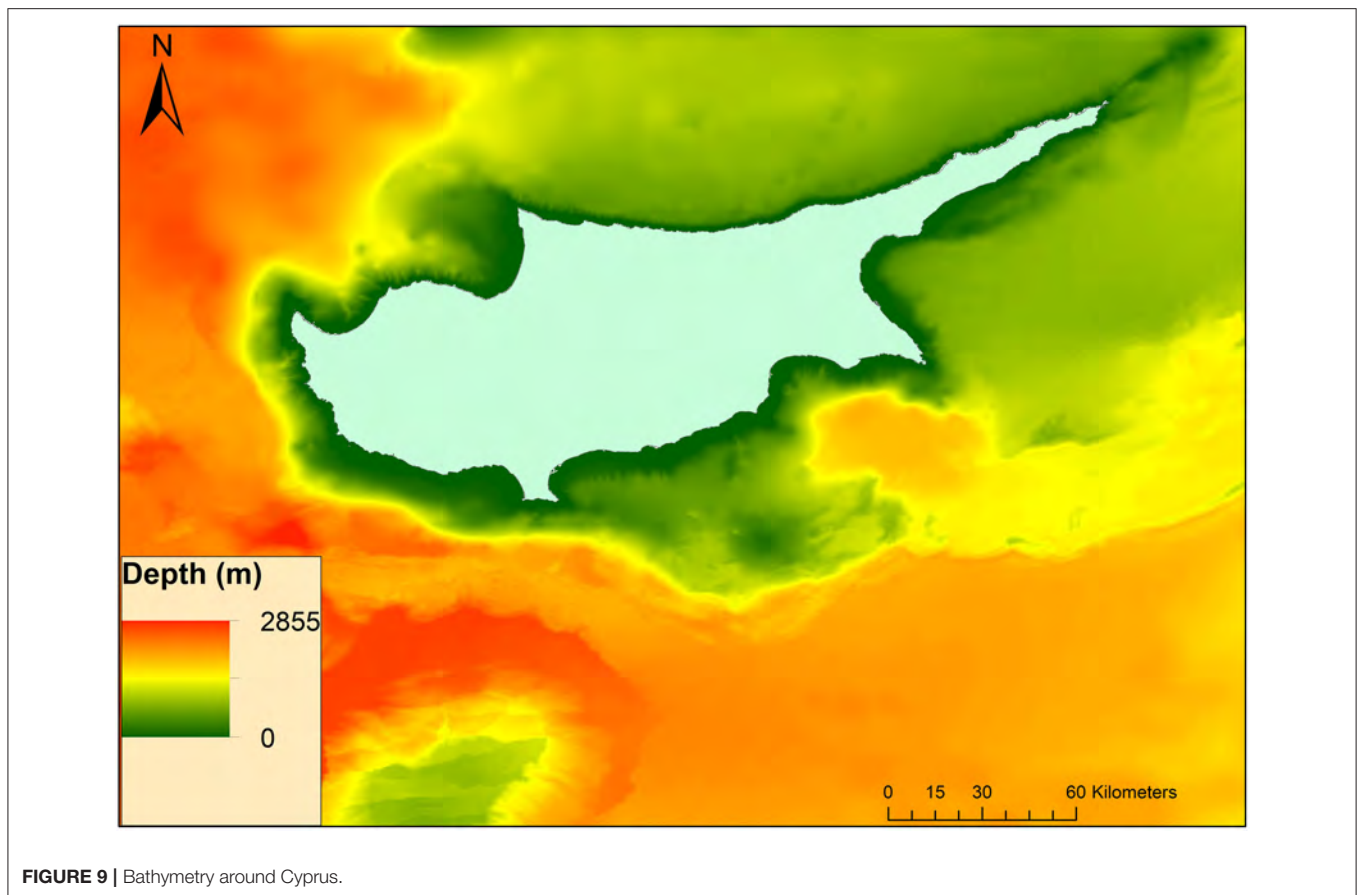 N
Depth (m)
2855
0
0 15 30 60 Kilometers
FIGURE 9 | Bathymetry around Cyprus.